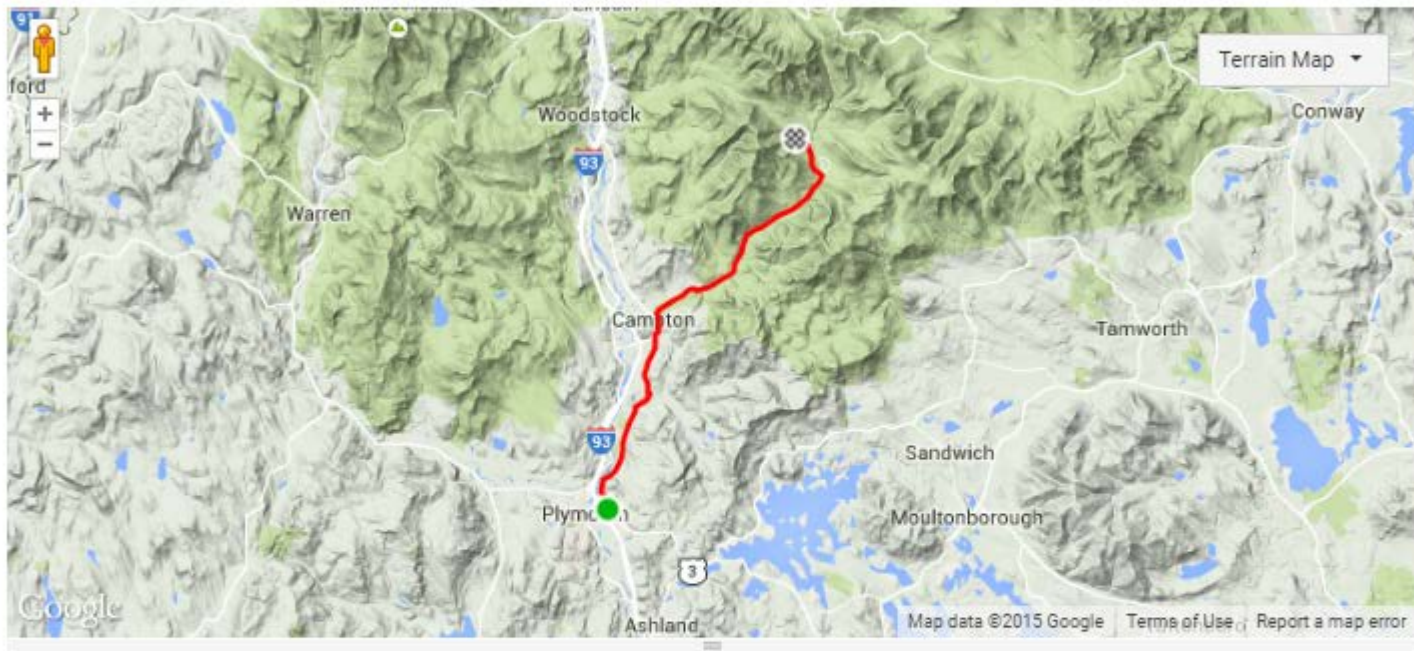 91
ford
Terrain Map
Woodstock
Conway
93
Warren
Campton
Tamworth
93
Sandwich
Plymouth
Moultonborough
3
Google
Ashland
Map data ©2015 Google
Terms of Use
Report a map error